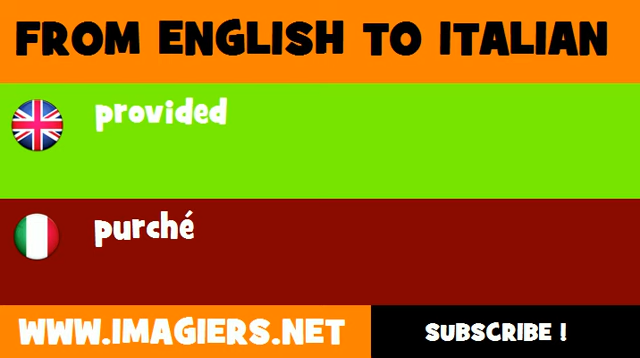 FROM ENGLISH TO ITALIAN
provided
purché
WWW.IMAGIERS.NET
SUBSCRIBE !